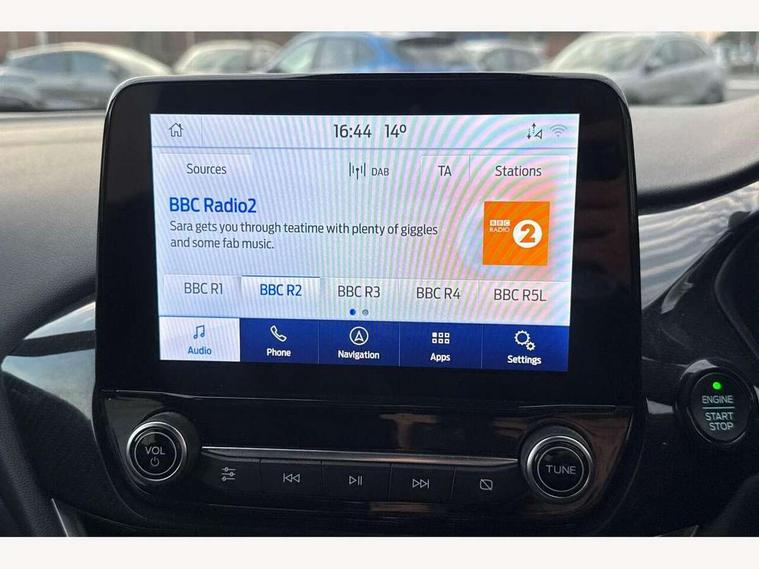 16:44 14º
Sources DAB TA Stations
BBC Radio2
Sara gets you through teatime with plenty of giggles
and some fab music.
BBC
RADIO 2
BBC R1 BBC R2 BBC R3 BBC R4 BBC R5L
Audio Phone Navigation Apps Settings
ENGINE
START
STOP
VOL
TUNE